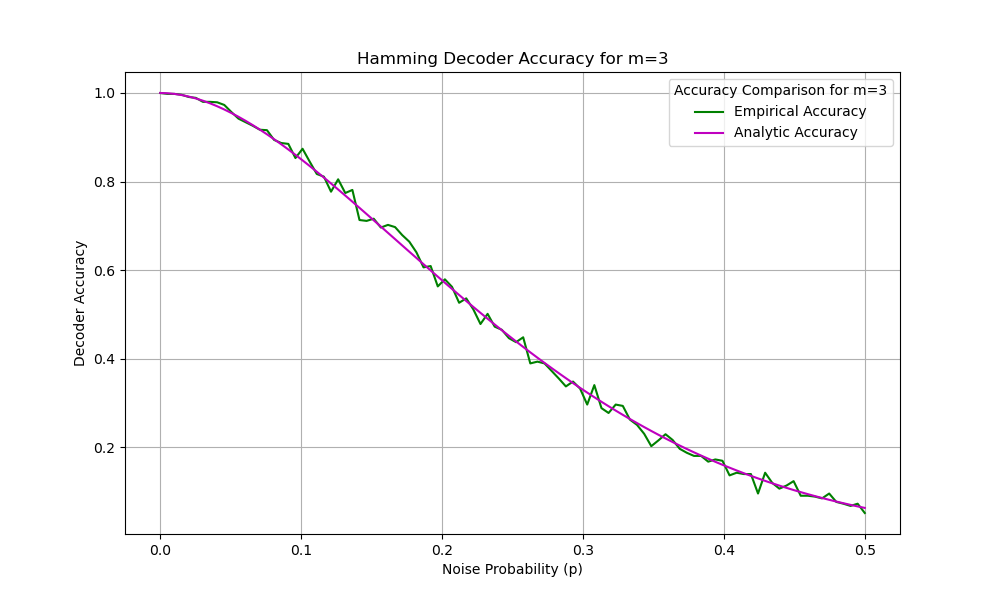 Hamming Decoder Accuracy for m=3
Accuracy Comparison for m=3
Empirical Accuracy
Analytic Accuracy
Decoder Accuracy
1.0
0.8
0.6
0.4
0.2
0.0
0.1
0.2
0.3
0.4
0.5
Noise Probability (p)